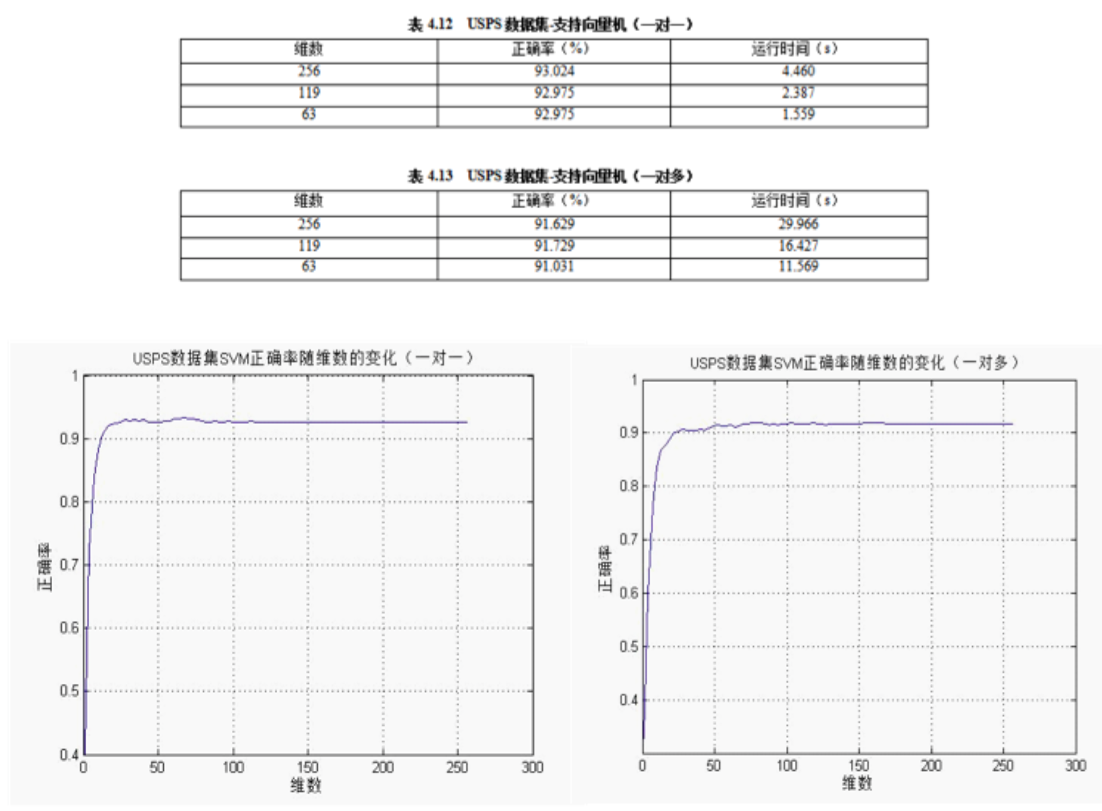 表 4.12 USPS 数据集-支持向量机（一对一）
维数 正确率（%） 运行时间（s）
256 93.024 4.460
119 92.975 2.387
63 92.975 1.559
表 4.13 USPS 数据集-支持向量机（一对多）
维数 正确率（%） 运行时间（s）
256 91.629 29.966
119 91.729 16.427
63 91.031 11.569
USPS数据集SVM正确率随维数的变化（一对一）
1
0.9
0.8
0.7
0.6
0.5
0.4
正确率
0 50 100 150 200 250 300
维数
USPS数据集SVM正确率随维数的变化（一对多）
1
0.9
0.8
0.7
0.6
0.5
0.4
正确率
0 50 100 150 200 250 300
维数